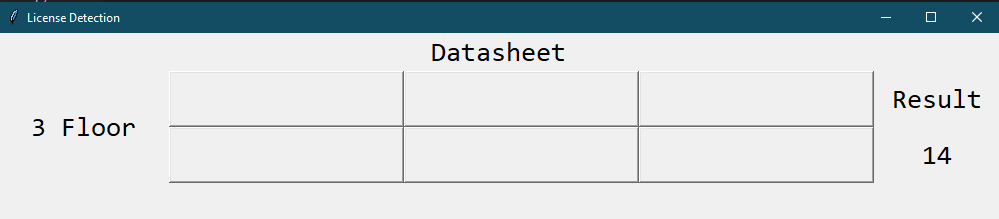 License Detection
Datasheet
Result
3 Floor
14